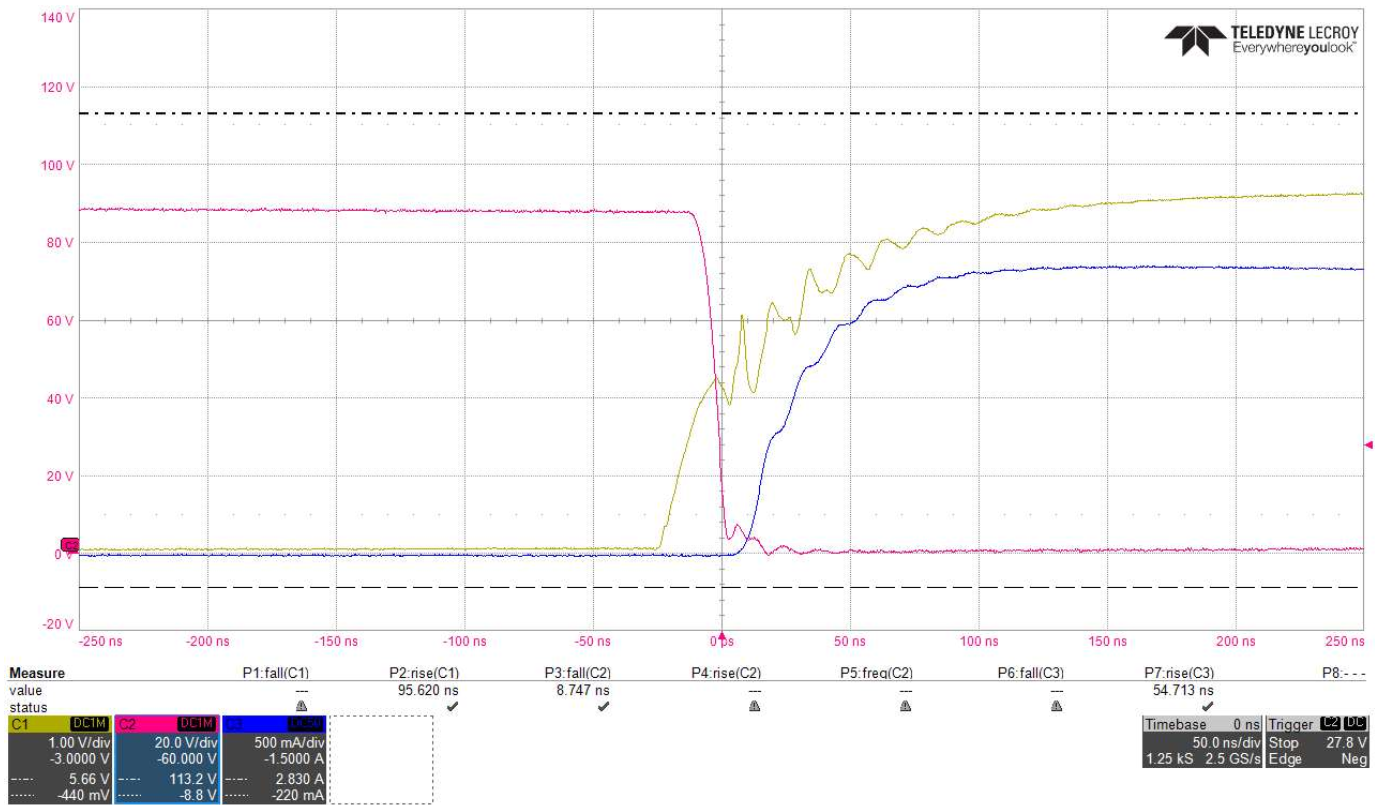 140 V
TELEDYNE LECROY
Everywhereyoulook™
120 V
100 V
80 V
60 V
40 V
20 V
0 V
-20 V
-250 ns -200 ns -150 ns -100 ns -50 ns 0 ps 50 ns 100 ns 150 ns 200 ns 250 ns
Measure P1:fall(C1) P2:rise(C1) P3:fall(C2) P4:rise(C2) P5:freq(C2) P6:fall(C3) P7:rise(C3) P8:- - -
value --- 95.620 ns 8.747 ns --- --- --- 54.713 ns
status
C1 DC1M C2 DC1M C3 Timebase 0 ns Trigger C2 DC
1.00 V/div 20.0 V/div 500 mA/div 50.0 ns/div Stop 27.8 V
-3.0000 V -60.000 V -1.5000 A 1.25 kS 2.5 GS/s Edge Neg
5.66 V 113.2 V 2.830 A
-440 mV -8.8 V -220 mA